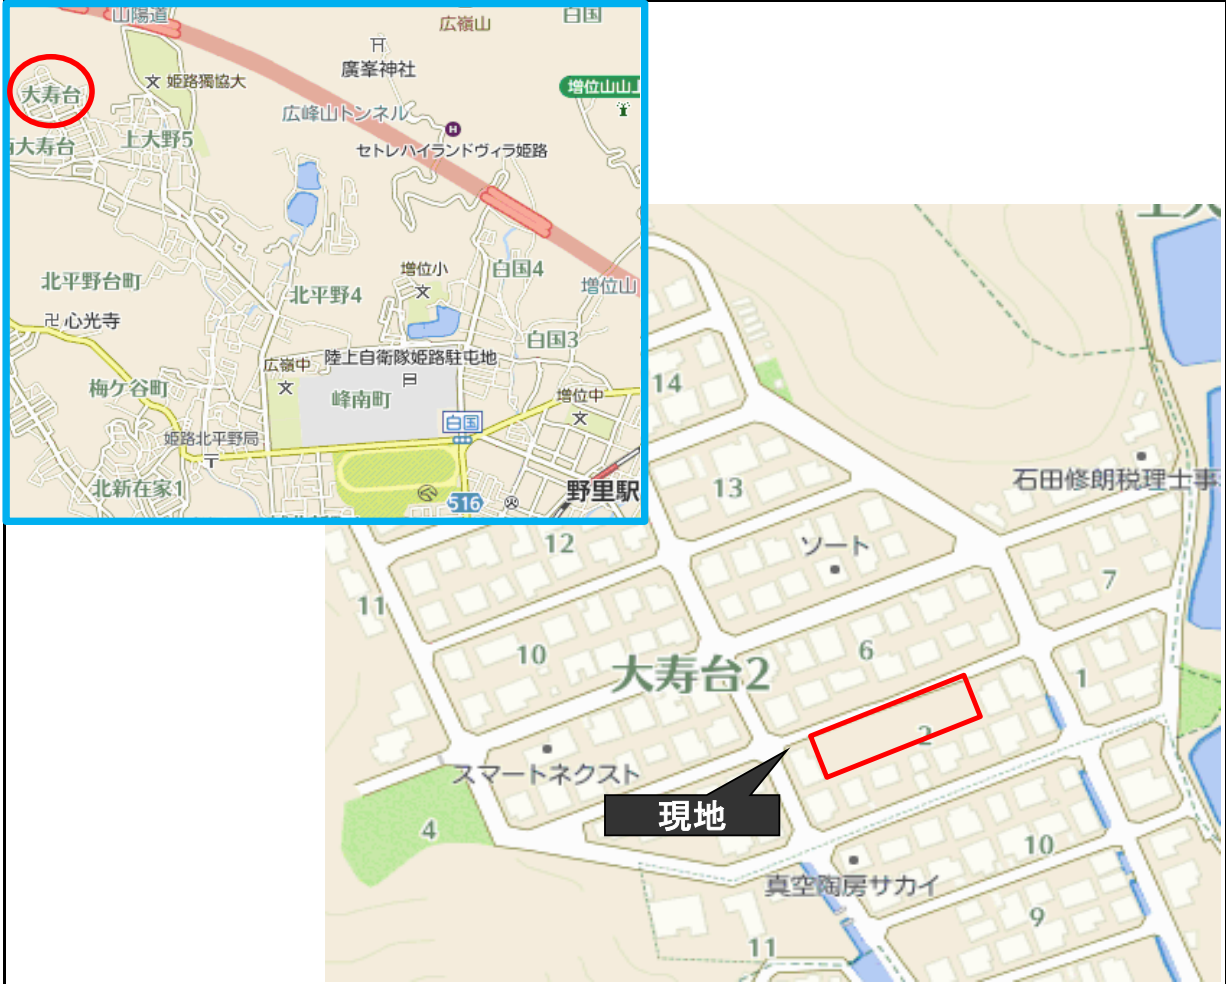 山陽道
広嶺山
白国
廣峯神社
姫路獨協大
増位山山上
大寿台
広峰山トンネル
上大野5
大寿台
セトレハイランドヴィラ姫路
増位小
白国4
北平野台町
北平野4
増位山
卍心光寺
白国3
広嶺中
陸上自衛隊姫路駐屯地
梅ケ谷町
峰南町
増位中
白国
姫路北平野局
北新在家1
516
野里駅
14
13
石田修朗税理士事
12
ソート
7
11
10
6
大寿台2
1
2
スマートネクスト
現地
4
10
真空陶房サカイ
9
11